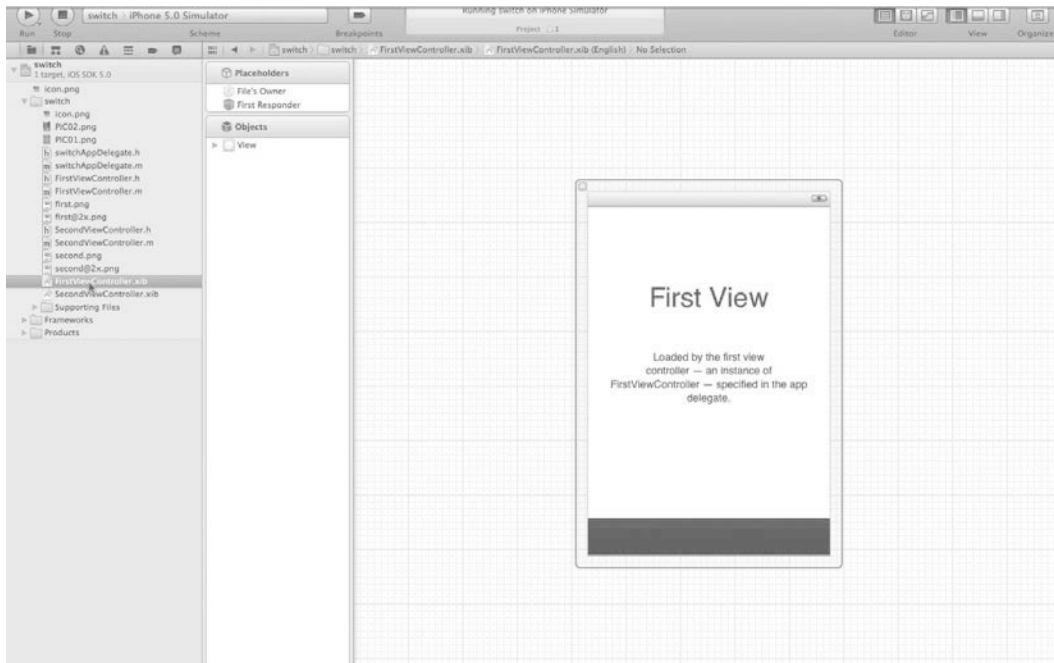 switch › iPhone 5.0 Simulator
Running switch on iPhone Simulator
Project 1
Run
Stop
Scheme
Breakpoints
Editor
View
Organize
switch › switch › FirstViewController.xib › FirstViewController.xib (English) › No Selection
switch
1 target, iOS SDK 5.0
icon.png
switch
icon.png
PIC02.png
PIC01.png
h switchAppDelegate.h
m switchAppDelegate.m
h FirstViewController.h
m FirstViewController.m
first.png
first@2x.png
h SecondViewController.h
m SecondViewController.m
second.png
second@2x.png
FirstViewController.xib
SecondViewController.xib
Supporting Files
Frameworks
Products
Placeholders
File's Owner
First Responder
Objects
View
First View
Loaded by the first view
controller — an instance of
FirstViewController — specified in the app
delegate.